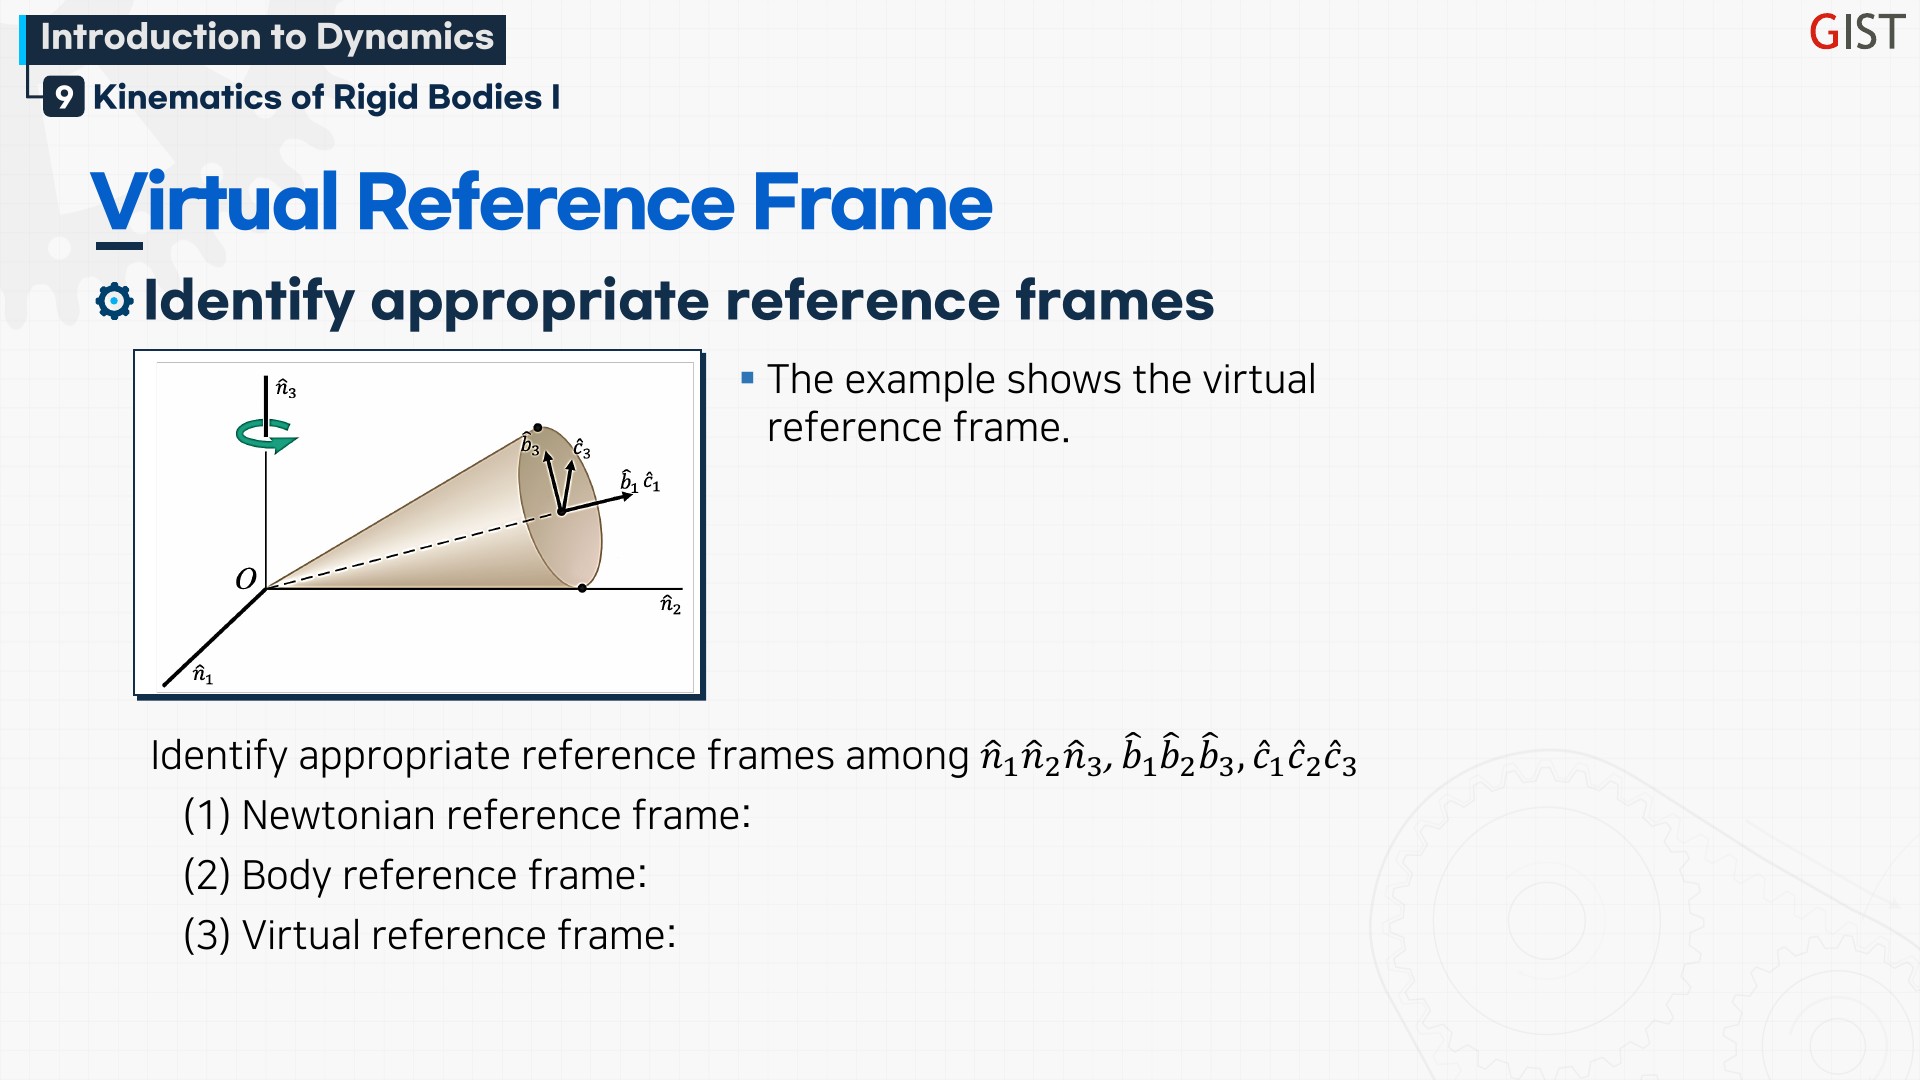 Introduction to Dynamics
GIST
9 Kinematics of Rigid Bodies I
Virtual Reference Frame
Identify appropriate reference frames
n̂₃
b̂₃ ĉ₃
b̂₁ ĉ₁
O
n̂₂
n̂₁
▪ The example shows the virtual
reference frame.
Identify appropriate reference frames among n̂₁n̂₂n̂₃, b̂₁b̂₂b̂₃, ĉ₁ĉ₂ĉ₃
(1) Newtonian reference frame:
(2) Body reference frame:
(3) Virtual reference frame: